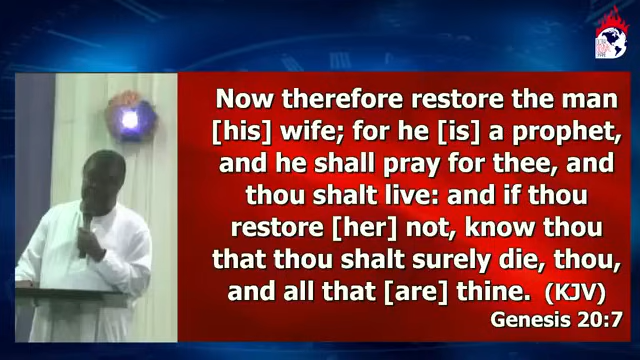 Now therefore restore the man
[his] wife; for he [is] a prophet,
and he shall pray for thee, and
thou shalt live: and if thou
restore [her] not, know thou
that thou shalt surely die, thou,
and all that [are] thine. (KJV)
Genesis 20:7